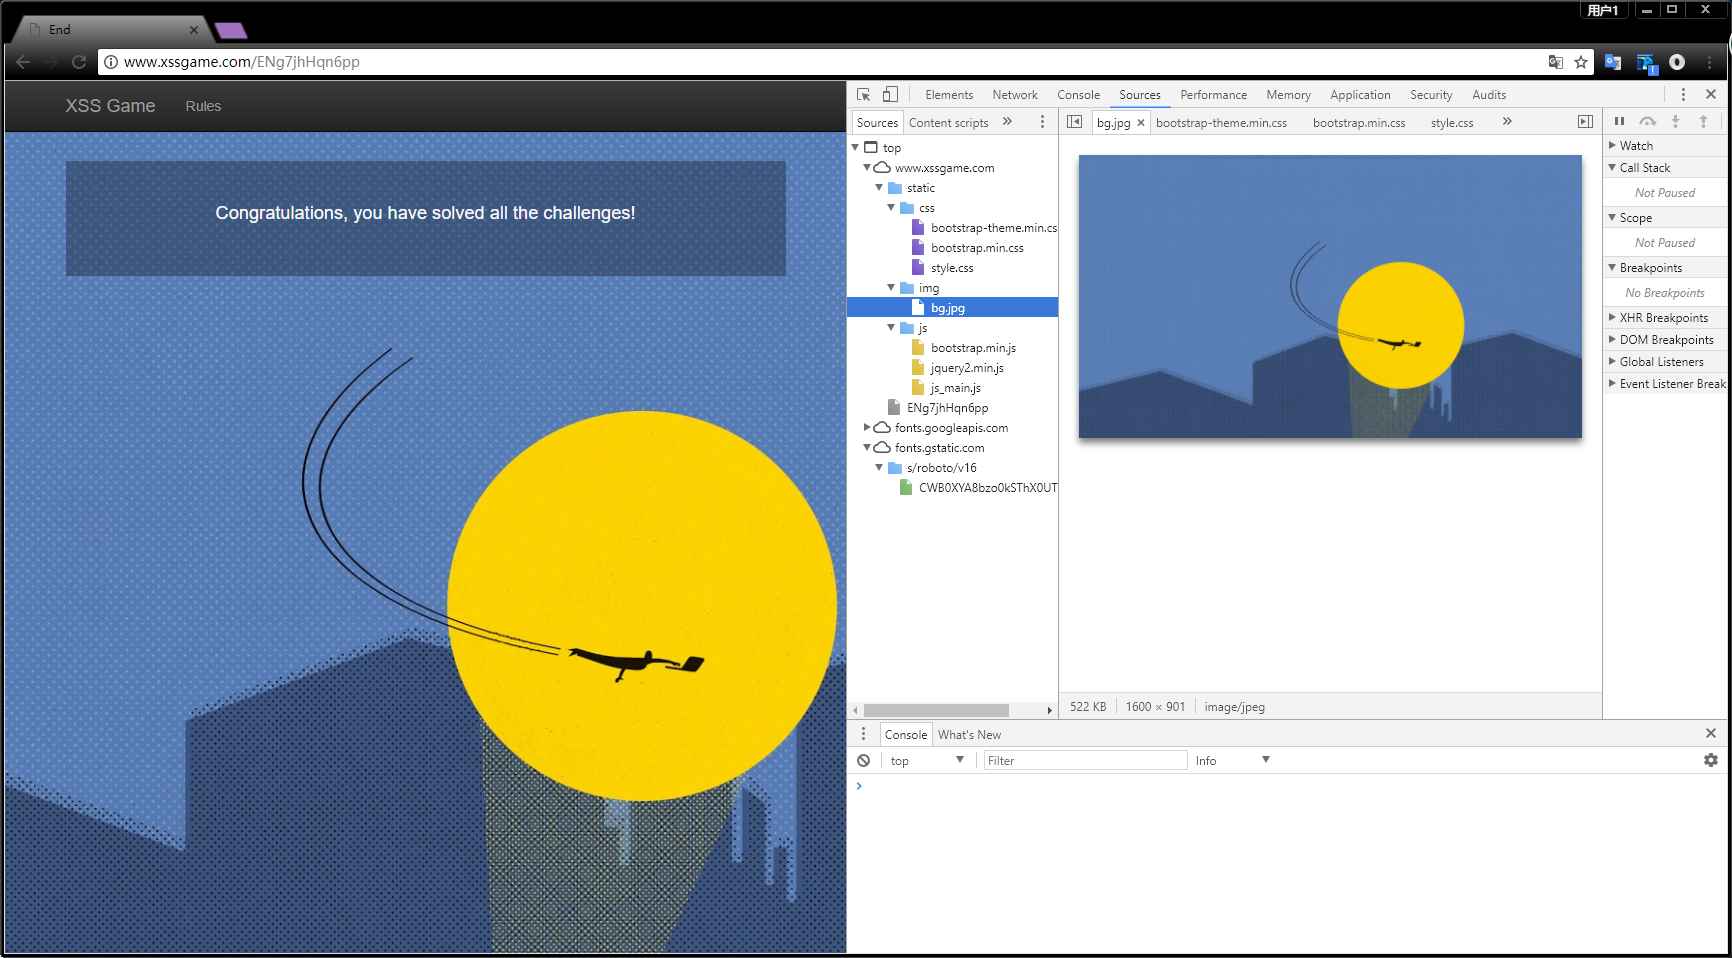 用户1
End
www.xssgame.com/ENg7jhHqn6pp
XSS Game Rules
Congratulations, you have solved all the challenges!
Elements Network Console Sources Performance Memory Application Security Audits
Sources Content scripts »
bg.jpg × bootstrap-theme.min.css bootstrap.min.css style.css »
top
www.xssgame.com
static
css
bootstrap-theme.min.cs
bootstrap.min.css
style.css
img
bg.jpg
js
bootstrap.min.js
jquery2.min.js
js_main.js
ENg7jhHqn6pp
fonts.googleapis.com
fonts.gstatic.com
s/roboto/v16
CWB0XYA8bzo0kSThX0UT
522 KB 1600 × 901 image/jpeg
Watch
Call Stack
Not Paused
Scope
Not Paused
Breakpoints
No Breakpoints
XHR Breakpoints
DOM Breakpoints
Global Listeners
Event Listener Break
Console What's New
top Filter Info